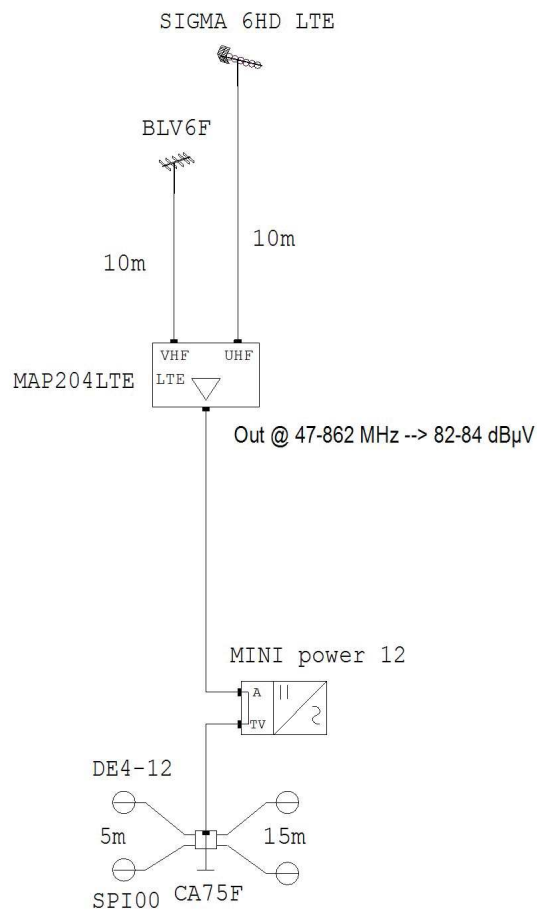 SIGMA 6HD LTE
BLV6F
10m
10m
VHF UHF
MAP204LTE
LTE
Out @ 47-862 MHz --> 82-84 dBµV
MINI power 12
A
TV
DE4-12
5m
15m
SPI00
CA75F